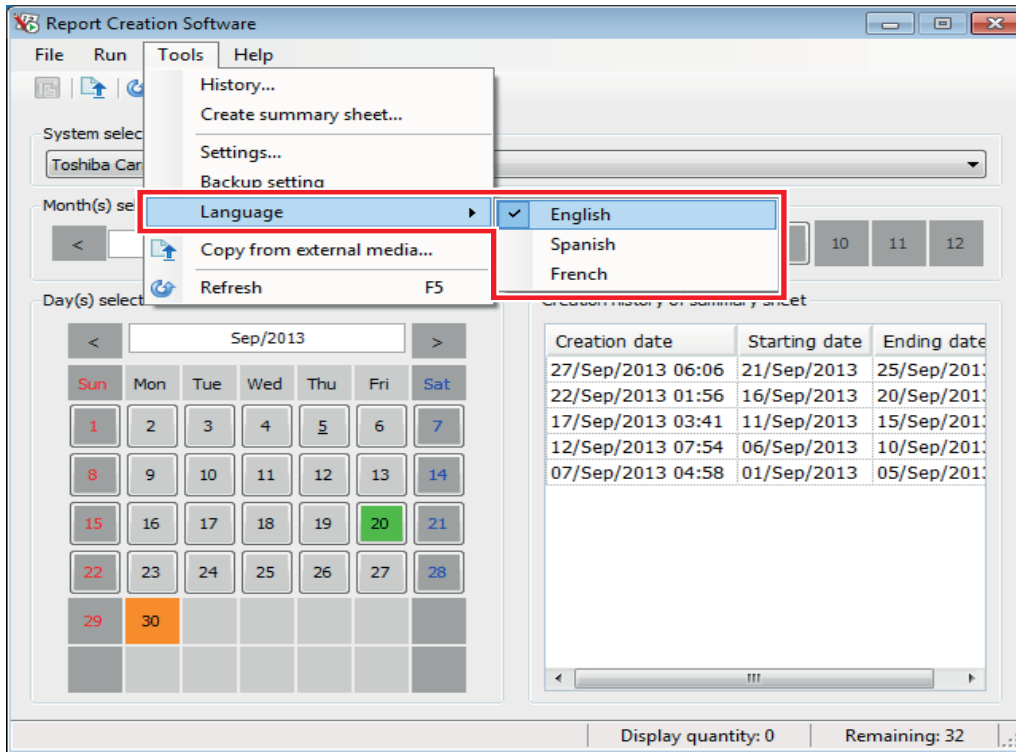 Report Creation Software
File Run Tools Help
History...
Create summary sheet...
System selec
Settings...
Toshiba Car
Backup setting
Month(s) se
Language
English
< 10 11 12
Spanish
Copy from external media...
French
Refresh F5
Day(s) select
Creation history of summary sheet
< Sep/2013 >
Sun Mon Tue Wed Thu Fri Sat
1 2 3 4 5 6 7
8 9 10 11 12 13 14
15 16 17 18 19 20 21
22 23 24 25 26 27 28
29 30
Creation date Starting date Ending date
27/Sep/2013 06:06 21/Sep/2013 25/Sep/201
22/Sep/2013 01:56 16/Sep/2013 20/Sep/201
17/Sep/2013 03:41 11/Sep/2013 15/Sep/201
12/Sep/2013 07:54 06/Sep/2013 10/Sep/201
07/Sep/2013 04:58 01/Sep/2013 05/Sep/201
Display quantity: 0 Remaining: 32